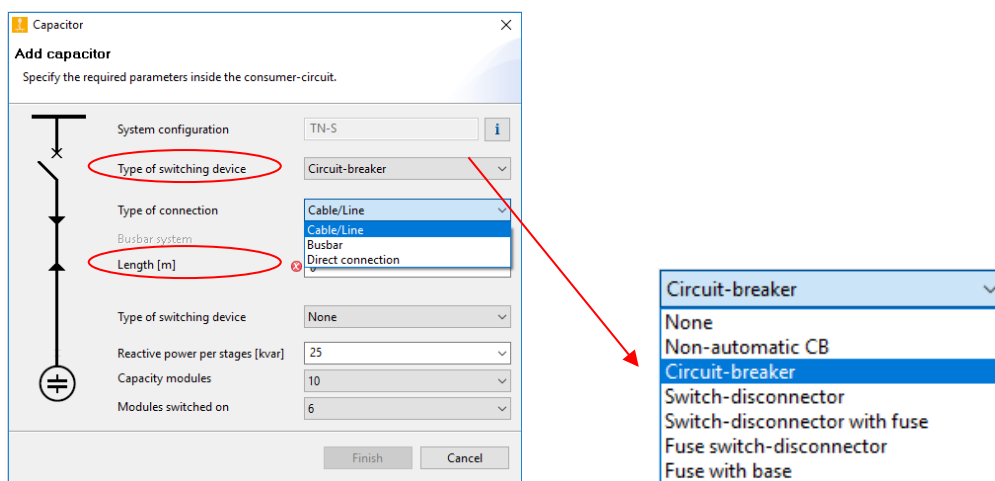 Capacitor
Add capacitor
Specify the required parameters inside the consumer-circuit.
System configuration TN-S i
Type of switching device Circuit-breaker
Type of connection Cable/Line
Cable/Line
Busbar system Busbar
Length [m] Direct connection
Type of switching device None
Reactive power per stages [kvar] 25
Capacity modules 10
Modules switched on 6
Finish Cancel
Circuit-breaker
None
Non-automatic CB
Circuit-breaker
Switch-disconnector
Switch-disconnector with fuse
Fuse switch-disconnector
Fuse with base